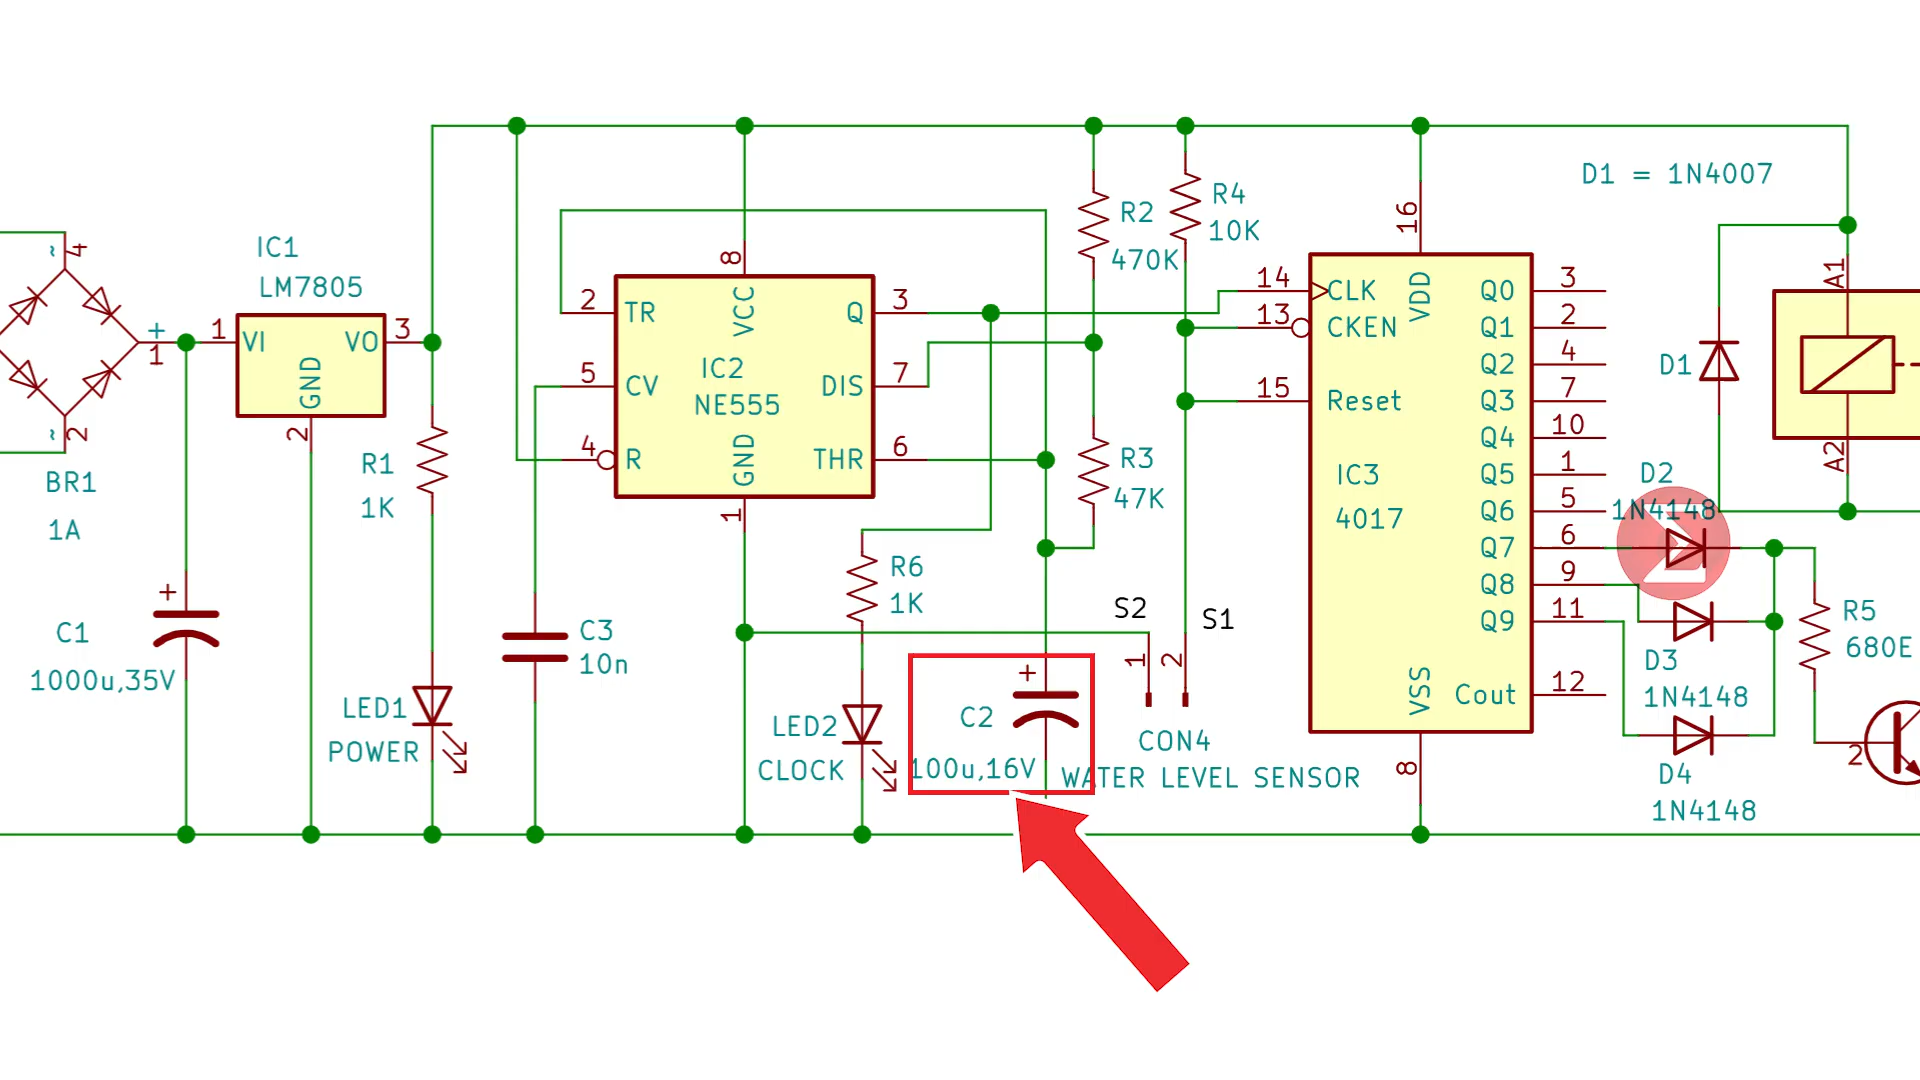 D1 = 1N4007
IC1
LM7805
~ 4
+
1
~ 2
BR1
1A
1 VI
VO 3
GND
2
R1
1K
+
C1
1000u,35V
LED1
POWER
8
VCC
2 TR
Q 3
5 CV
DIS 7
IC2
NE555
4 R
THR 6
GND
1
C3
10n
R6
1K
LED2
CLOCK
R2
470K
R4
10K
R3
47K
+
C2
100u,16V
S2
S1
1 2
CON4
WATER LEVEL SENSOR
16
VDD
14 CLK
13 CKEN
15 Reset
IC3
4017
Q0 3
Q1 2
Q2 4
Q3 7
Q4 10
Q5 1
Q6 5
Q7 6
Q8 9
Q9 11
Cout 12
VSS
8
D1
A1
A2
D2
1N4148
D3
1N4148
D4
1N4148
R5
680E
2